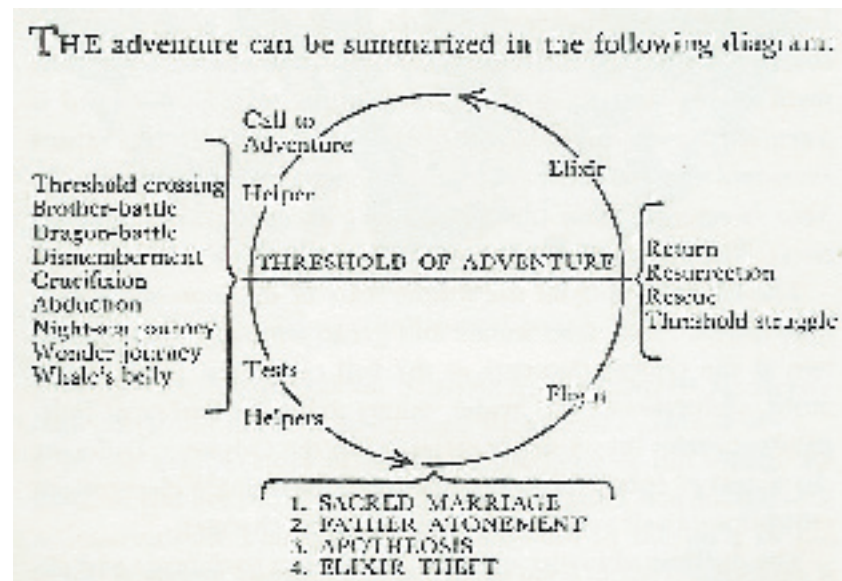 THE adventure can be summarized in the following diagram:
Call to
Adventure
Helper
Elixir
Threshold crossing
Brother-battle
Dragon-battle
Dismemberment
Crucifixion
Abduction
Night-sea journey
Wonder journey
Whale's belly
THRESHOLD OF ADVENTURE
Return
Resurrection
Rescue
Threshold struggle
Tests
Helpers
Flight
1. SACRED MARRIAGE
2. FATHER ATONEMENT
3. APOTHEOSIS
4. ELIXIR THEFT